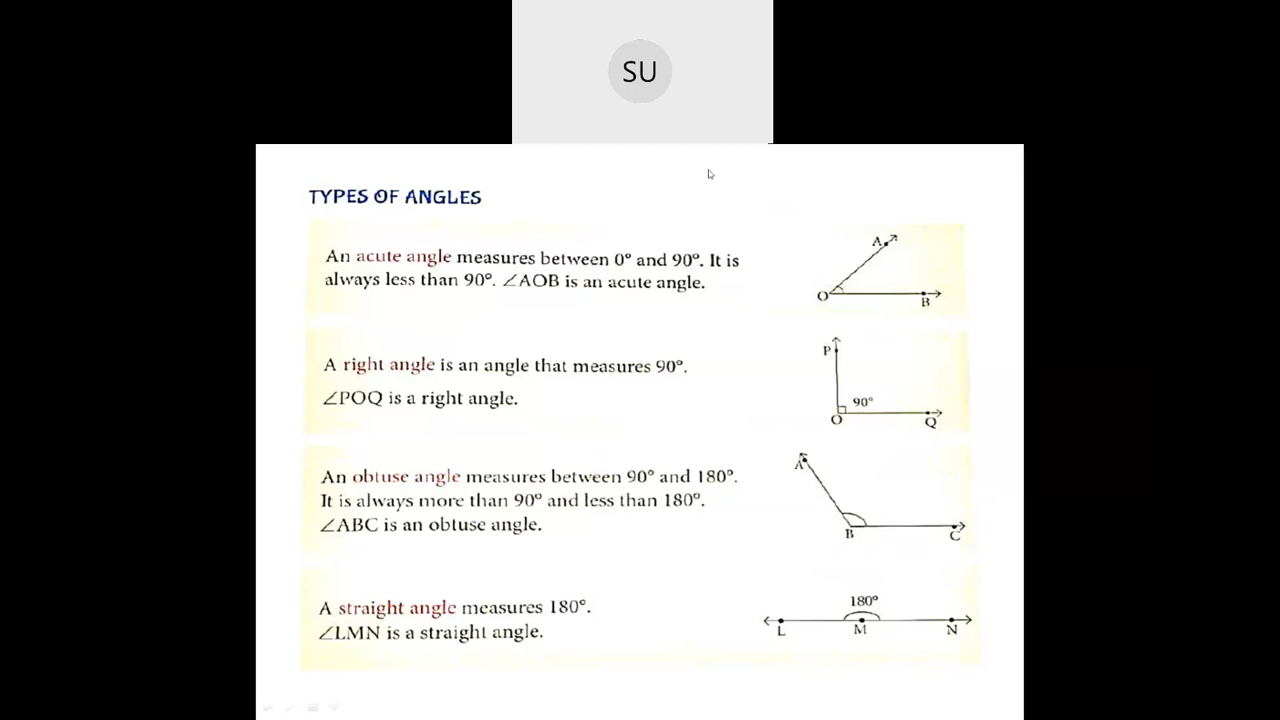 SU
TYPES OF ANGLES
An acute angle measures between 0° and 90°. It is
always less than 90°. ∠AOB is an acute angle.
A
O
B
A right angle is an angle that measures 90°.
∠POQ is a right angle.
P
90°
O
Q
An obtuse angle measures between 90° and 180°.
It is always more than 90° and less than 180°.
∠ABC is an obtuse angle.
A
B
C
A straight angle measures 180°.
∠LMN is a straight angle.
180°
L
M
N